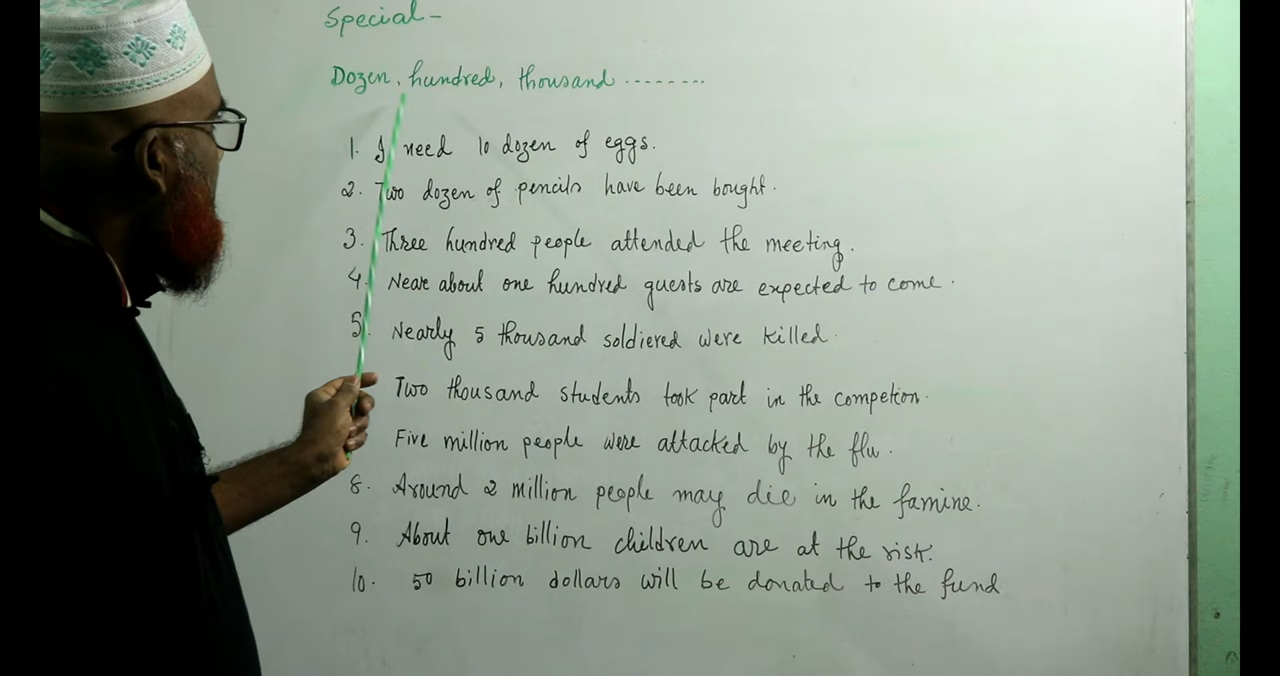 Special -
Dozen, hundred, thousand --------
1. I need 10 dozen of eggs.
2. Two dozen of pencils have been bought.
3. Three hundred people attended the meeting.
4. Near about one hundred guests are expected to come.
5. Nearly 5 thousand soldiered were killed.
Two thousand students took part in the competion.
Five million people were attacked by the flu.
8. Around 2 million people may die in the famine.
9. About one billion children are at the risk.
10. 50 billion dollars will be donated to the fund